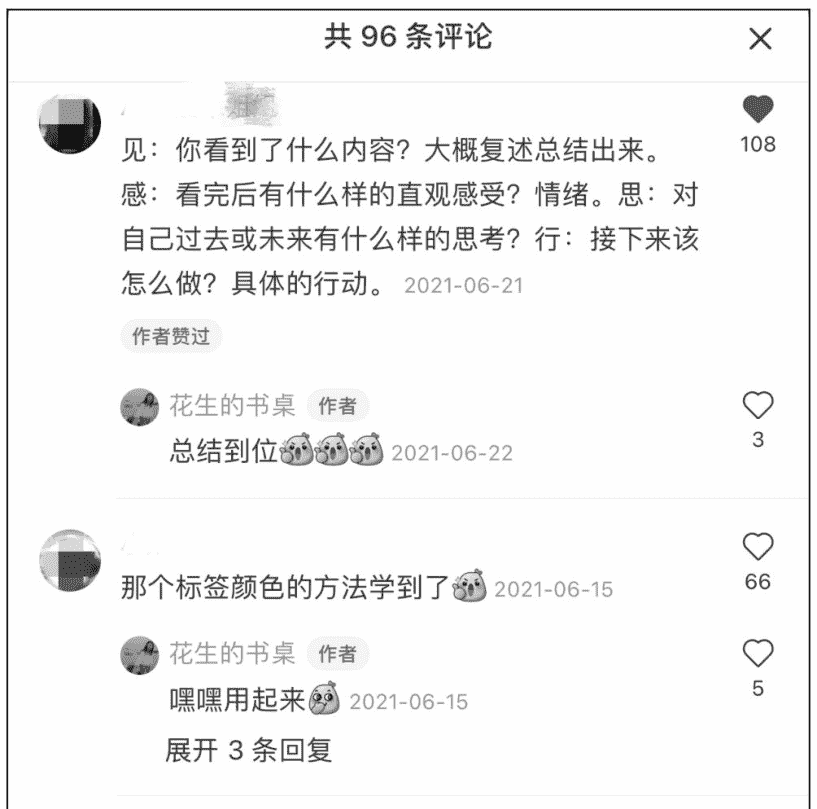 共 96 条评论
见：你看到了什么内容？大概复述总结出来。
108
感：看完后有什么样的直观感受？情绪。思：对
自己过去或未来有什么样的思考？行：接下来该
怎么做？具体的行动。 2021-06-21
作者赞过
花生的书桌 作者
总结到位 2021-06-22
3
那个标签颜色的方法学到了 2021-06-15
66
花生的书桌 作者
嘿嘿用起来 2021-06-15
5
展开 3 条回复